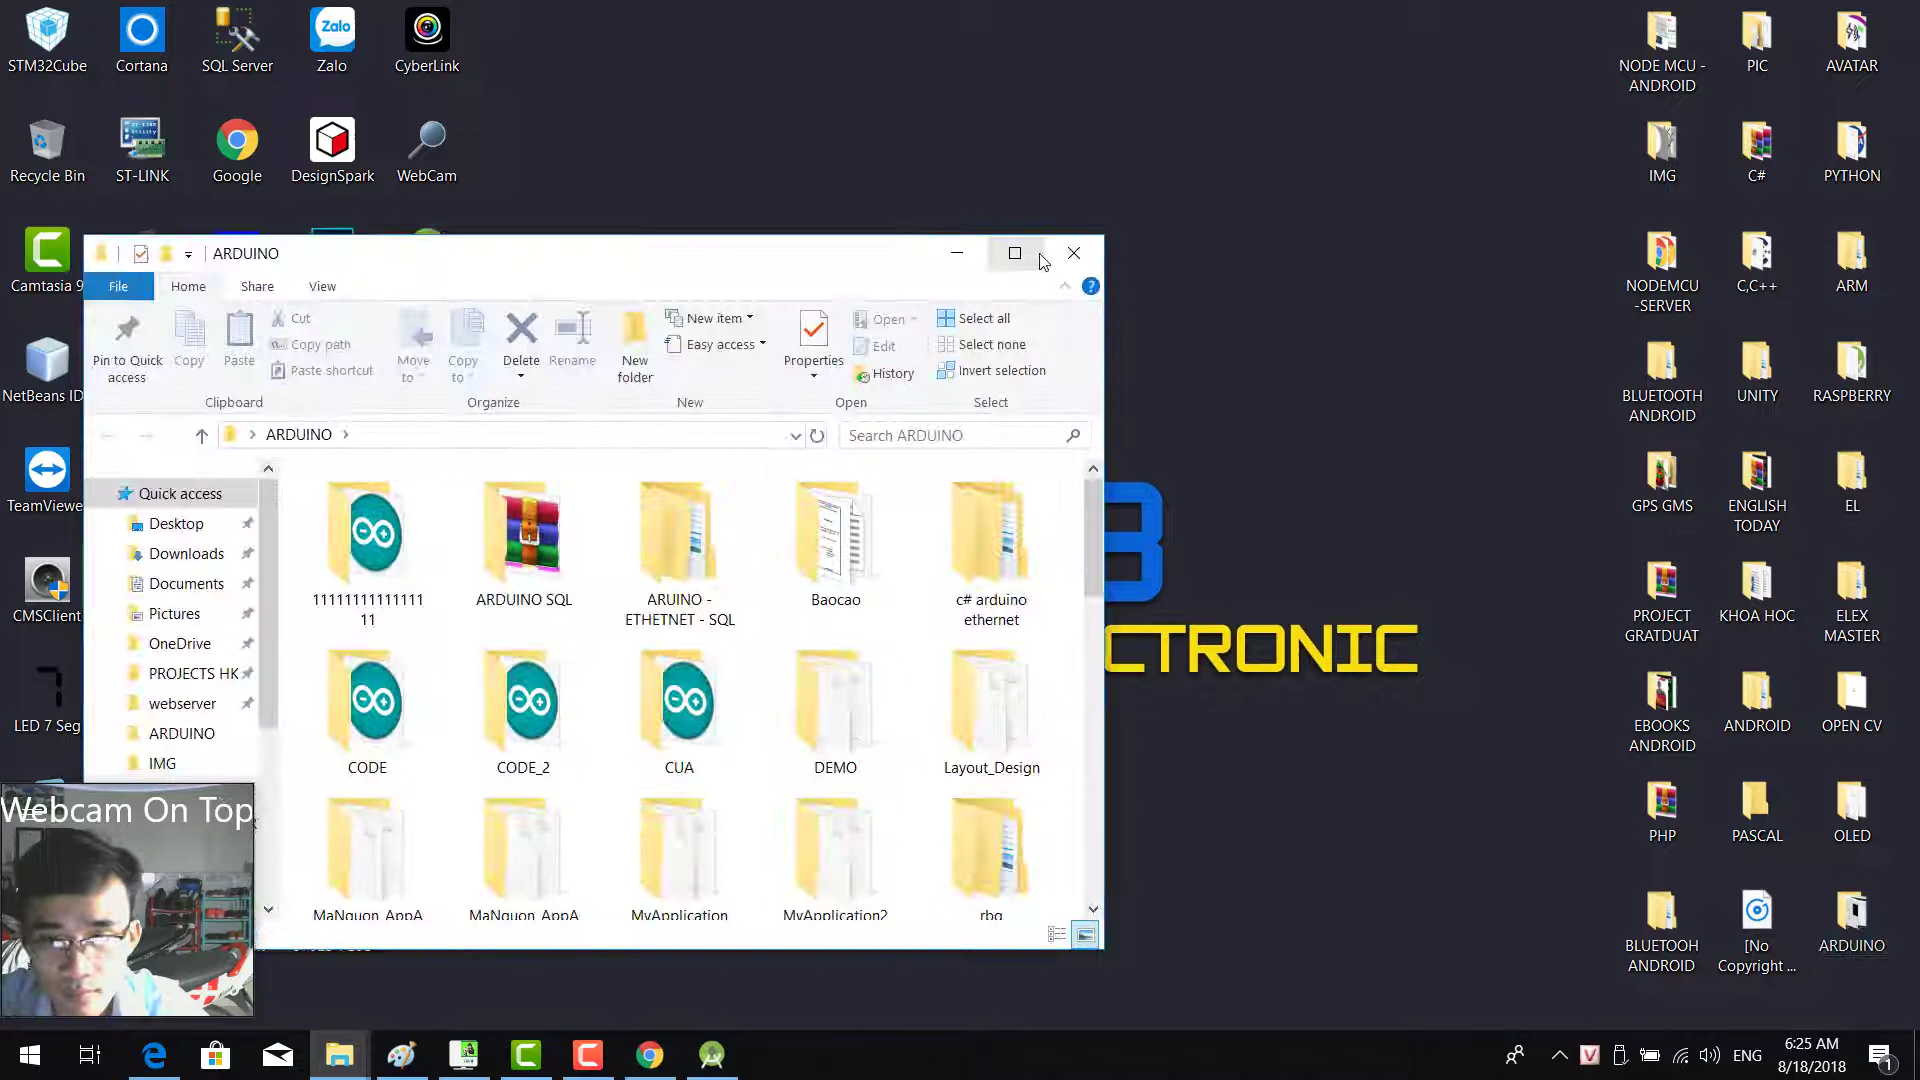 STM32Cube
Cortana
SQL Server
Zalo
Zalo
CyberLink
NODE MCU -
ANDROID
PIC
AVATAR
Recycle Bin
ST-LINK
Google
DesignSpark
WebCam
IMG
C#
PYTHON
Camtasia 9
NetBeans ID
TeamViewe
CMSClient
LED 7 Seg
NODEMCU
-SERVER
C,C++
ARM
BLUETOOTH
ANDROID
UNITY
RASPBERRY
GPS GMS
ENGLISH
TODAY
EL
PROJECT
GRATDUAT
KHOA HOC
ELEX
MASTER
EBOOKS
ANDROID
ANDROID
OPEN CV
PHP
PASCAL
OLED
BLUETOOH
ANDROID
[No
Copyright ...
ARDUINO
ARDUINO
File
Home
Share
View
Pin to Quick
access
Copy
Paste
Cut
Copy path
Paste shortcut
Clipboard
Move
to
Copy
to
Delete
Rename
Organize
New
folder
New item
Easy access
New
Properties
Open
Edit
History
Open
Select all
Select none
Invert selection
Select
ARDUINO
Search ARDUINO
Quick access
Desktop
Downloads
Documents
Pictures
OneDrive
PROJECTS HK
webserver
ARDUINO
IMG
11111111111111
11
ARDUINO SQL
ARUINO -
ETHETNET - SQL
Baocao
c# arduino
ethernet
CODE
CODE_2
CUA
DEMO
Layout_Design
MaNguon_AppA
MaNguon_AppA
MyApplication
MyApplication2
rbg
B
CTRONIC
Webcam On Top
ENG
6:25 AM
8/18/2018
1